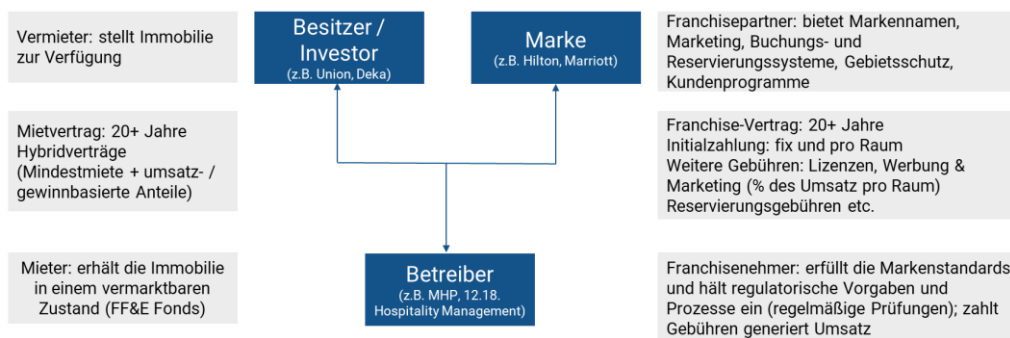 Vermieter: stellt Immobilie
zur Verfügung
Besitzer /
Investor
(z.B. Union, Deka)
Marke
(z.B. Hilton, Marriott)
Franchisepartner: bietet Markennamen,
Marketing, Buchungs- und
Reservierungssysteme, Gebietsschutz,
Kundenprogramme
Mietvertrag: 20+ Jahre
Hybridverträge
(Mindestmiete + umsatz- /
gewinnbasierte Anteile)
Franchise-Vertrag: 20+ Jahre
Initialzahlung: fix und pro Raum
Weitere Gebühren: Lizenzen, Werbung &
Marketing (% des Umsatz pro Raum)
Reservierungsgebühren etc.
Mieter: erhält die Immobilie
in einem vermarktbaren
Zustand (FF&E Fonds)
Betreiber
(z.B. MHP, 12.18.
Hospitality Management)
Franchisenehmer: erfüllt die Markenstandards
und hält regulatorische Vorgaben und
Prozesse ein (regelmäßige Prüfungen); zahlt
Gebühren generiert Umsatz